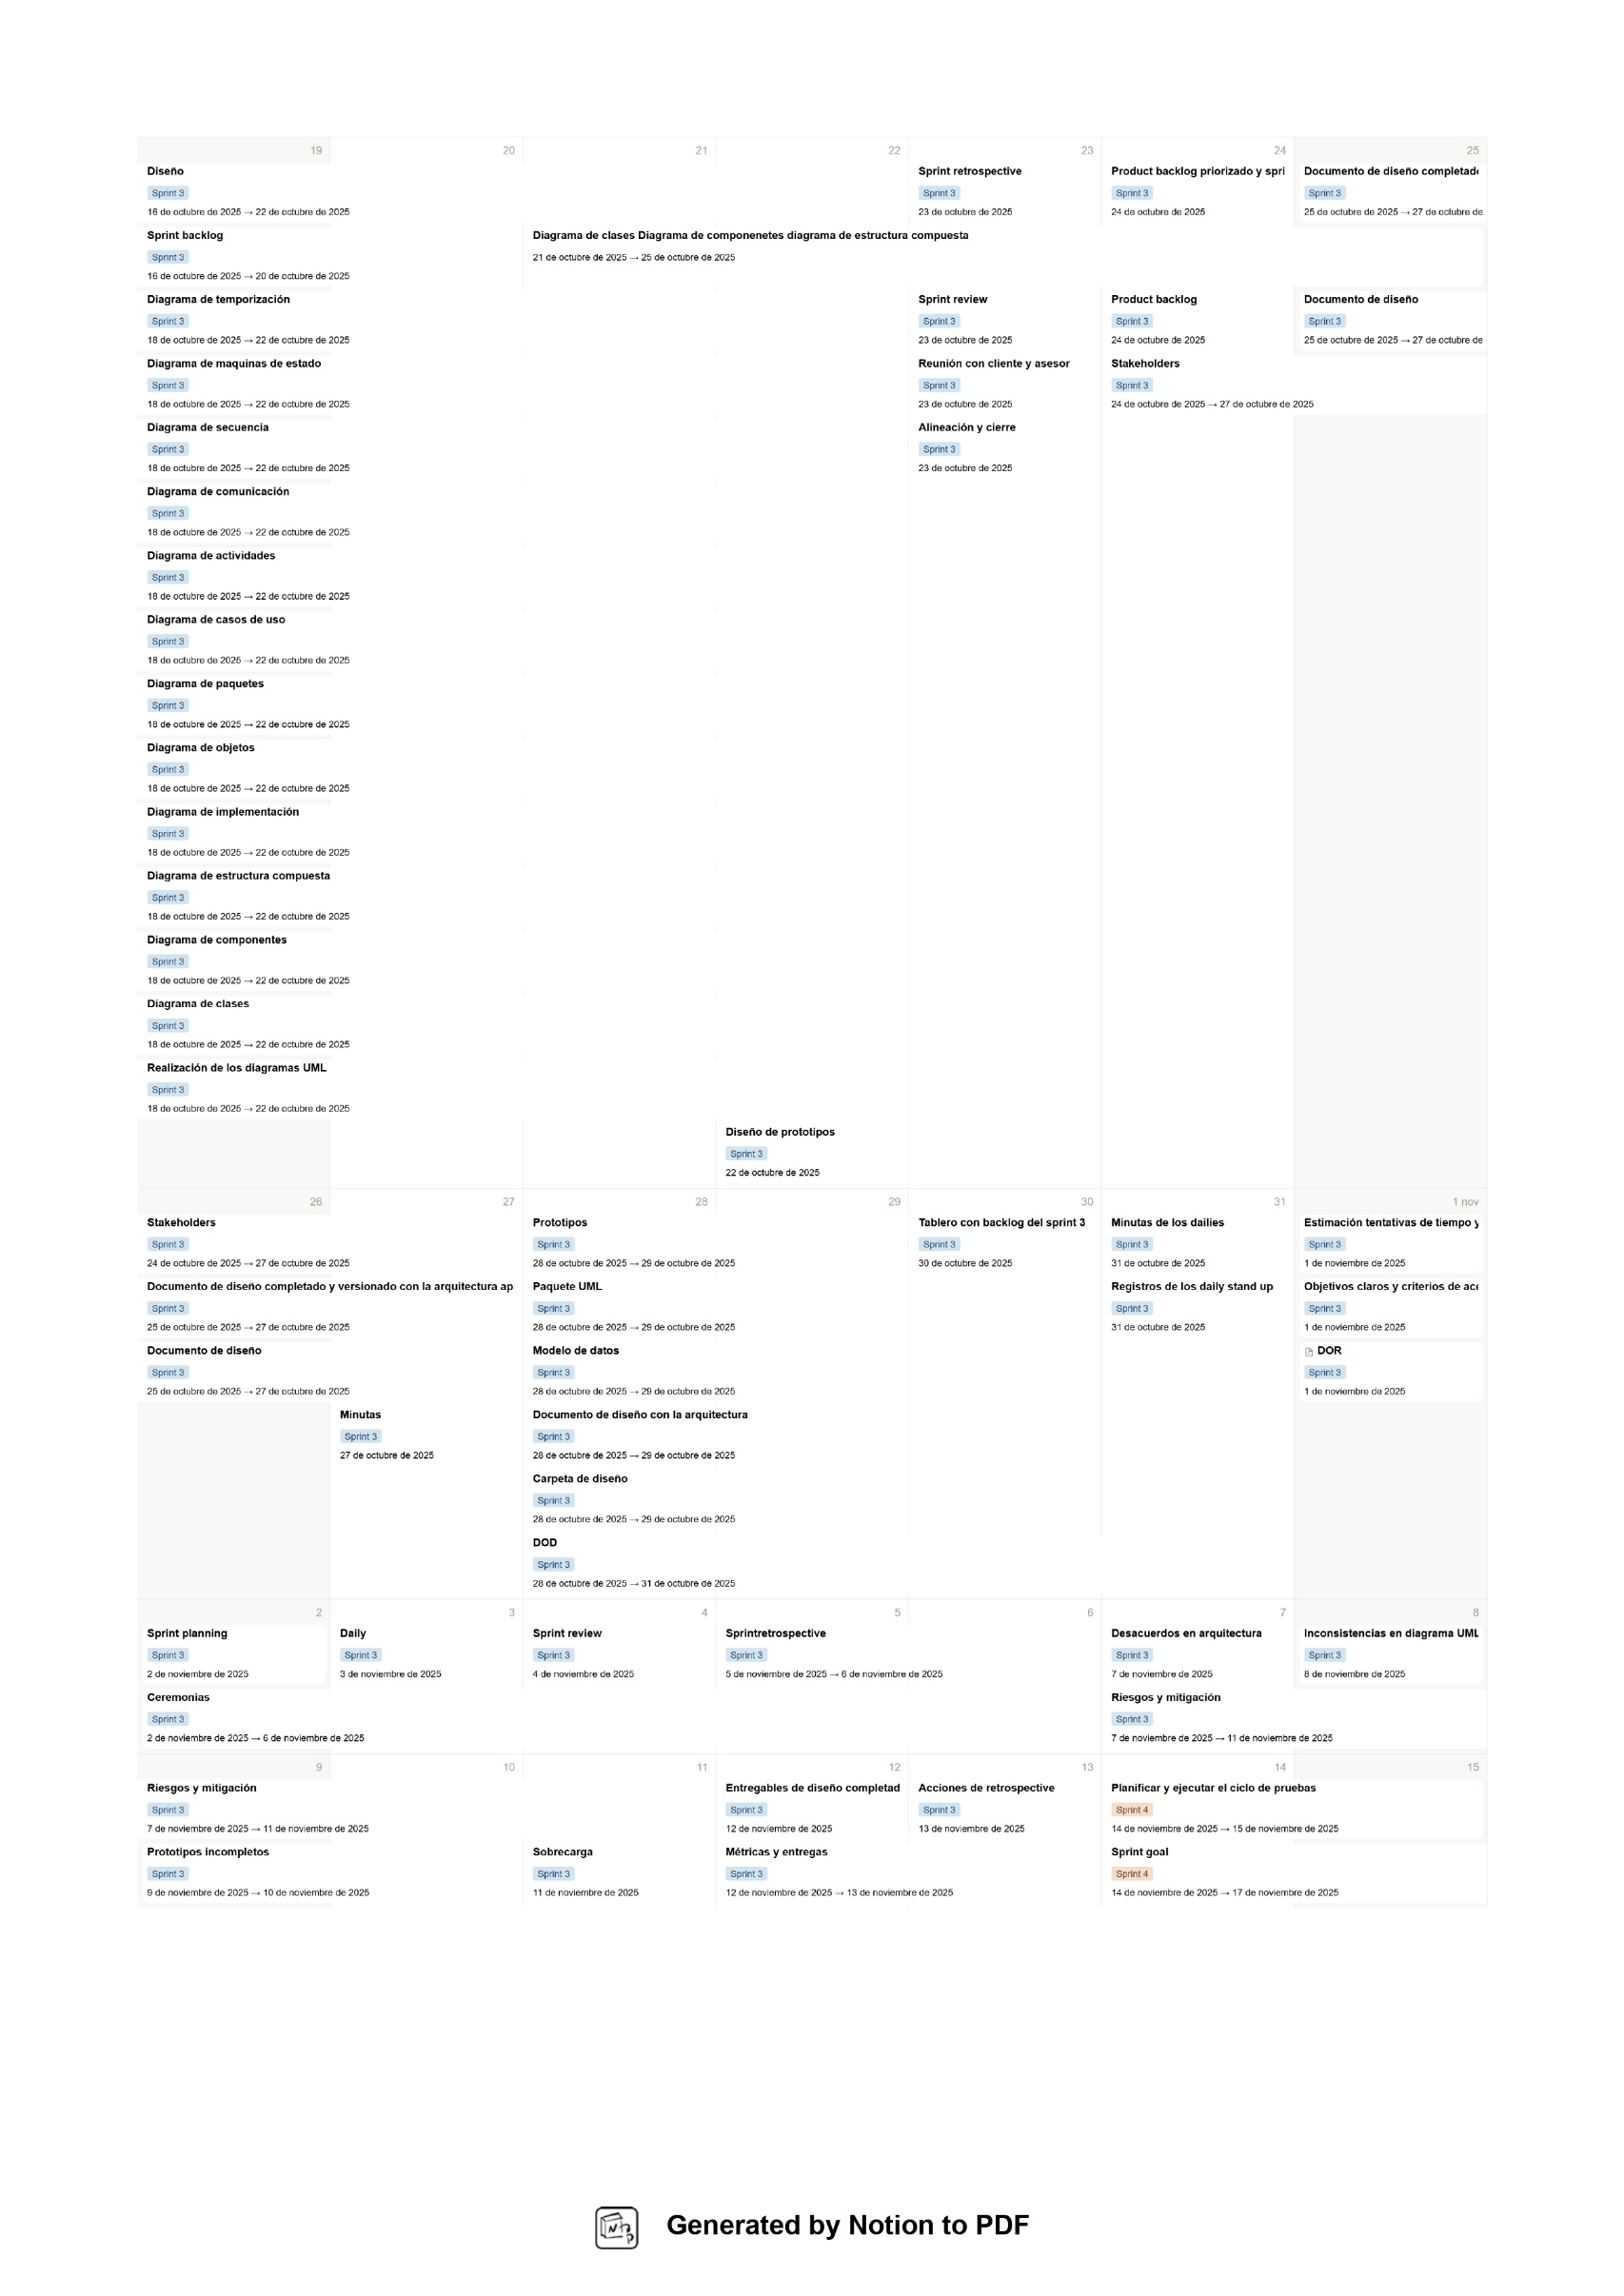 19 20 21 22 23 24 25
Diseño
Sprint 3
16 de octubre de 2025 → 22 de octubre de 2025
Sprint retrospective
Sprint 3
23 de octubre de 2025
Product backlog priorizado y spri
Sprint 3
24 de octubre de 2025
Documento de diseño completad
Sprint 3
25 de octubre de 2025 → 27 de octubre de
Sprint backlog
Sprint 3
16 de octubre de 2025 → 20 de octubre de 2025
Diagrama de clases Diagrama de componenetes diagrama de estructura compuesta
21 de octubre de 2025 → 25 de octubre de 2025
Diagrama de temporización
Sprint 3
18 de octubre de 2025 → 22 de octubre de 2025
Sprint review
Sprint 3
23 de octubre de 2025
Product backlog
Sprint 3
24 de octubre de 2025
Documento de diseño
Sprint 3
25 de octubre de 2025 → 27 de octubre de
Diagrama de maquinas de estado
Sprint 3
18 de octubre de 2025 → 22 de octubre de 2025
Reunión con cliente y asesor
Sprint 3
23 de octubre de 2025
Stakeholders
Sprint 3
24 de octubre de 2025 → 27 de octubre de 2025
Diagrama de secuencia
Sprint 3
18 de octubre de 2025 → 22 de octubre de 2025
Alineación y cierre
Sprint 3
23 de octubre de 2025
Diagrama de comunicación
Sprint 3
18 de octubre de 2025 → 22 de octubre de 2025
Diagrama de actividades
Sprint 3
18 de octubre de 2025 → 22 de octubre de 2025
Diagrama de casos de uso
Sprint 3
18 de octubre de 2025 → 22 de octubre de 2025
Diagrama de paquetes
Sprint 3
18 de octubre de 2025 → 22 de octubre de 2025
Diagrama de objetos
Sprint 3
18 de octubre de 2025 → 22 de octubre de 2025
Diagrama de implementación
Sprint 3
18 de octubre de 2025 → 22 de octubre de 2025
Diagrama de estructura compuesta
Sprint 3
18 de octubre de 2025 → 22 de octubre de 2025
Diagrama de componentes
Sprint 3
18 de octubre de 2025 → 22 de octubre de 2025
Diagrama de clases
Sprint 3
18 de octubre de 2025 → 22 de octubre de 2025
Realización de los diagramas UML
Sprint 3
18 de octubre de 2025 → 22 de octubre de 2025
Diseño de prototipos
Sprint 3
22 de octubre de 2025
26 27 28 29 30 31 1 nov
Stakeholders
Sprint 3
24 de octubre de 2025 → 27 de octubre de 2025
Prototipos
Sprint 3
28 de octubre de 2025 → 29 de octubre de 2025
Tablero con backlog del sprint 3
Sprint 3
30 de octubre de 2025
Minutas de los dailies
Sprint 3
31 de octubre de 2025
Estimación tentativas de tiempo y
Sprint 3
1 de noviembre de 2025
Documento de diseño completado y versionado con la arquitectura ap
Sprint 3
25 de octubre de 2025 → 27 de octubre de 2025
Paquete UML
Sprint 3
28 de octubre de 2025 → 29 de octubre de 2025
Registros de los daily stand up
Sprint 3
31 de octubre de 2025
Objetivos claros y criterios de ac
Sprint 3
1 de noviembre de 2025
Documento de diseño
Sprint 3
25 de octubre de 2025 → 27 de octubre de 2025
Modelo de datos
Sprint 3
28 de octubre de 2025 → 29 de octubre de 2025
DOR
Sprint 3
1 de noviembre de 2025
Minutas
Sprint 3
27 de octubre de 2025
Documento de diseño con la arquitectura
Sprint 3
28 de octubre de 2025 → 29 de octubre de 2025
Carpeta de diseño
Sprint 3
28 de octubre de 2025 → 29 de octubre de 2025
DOD
Sprint 3
28 de octubre de 2025 → 31 de octubre de 2025
2 3 4 5 6 7 8
Sprint planning
Sprint 3
2 de noviembre de 2025
Daily
Sprint 3
3 de noviembre de 2025
Sprint review
Sprint 3
4 de noviembre de 2025
Sprintretrospective
Sprint 3
5 de noviembre de 2025 → 6 de noviembre de 2025
Desacuerdos en arquitectura
Sprint 3
7 de noviembre de 2025
Inconsistencias en diagrama UML
Sprint 3
8 de noviembre de 2025
Ceremonias
Sprint 3
2 de noviembre de 2025 → 6 de noviembre de 2025
Riesgos y mitigación
Sprint 3
7 de noviembre de 2025 → 11 de noviembre de 2025
9 10 11 12 13 14 15
Riesgos y mitigación
Sprint 3
7 de noviembre de 2025 → 11 de noviembre de 2025
Entregables de diseño completad
Sprint 3
12 de noviembre de 2025
Acciones de retrospective
Sprint 3
13 de noviembre de 2025
Planificar y ejecutar el ciclo de pruebas
Sprint 4
14 de noviembre de 2025 → 15 de noviembre de 2025
Prototipos incompletos
Sprint 3
9 de noviembre de 2025 → 10 de noviembre de 2025
Sobrecarga
Sprint 3
11 de noviembre de 2025
Métricas y entregas
Sprint 3
12 de noviembre de 2025 → 13 de noviembre de 2025
Sprint goal
Sprint 4
14 de noviembre de 2025 → 17 de noviembre de 2025
Generated by Notion to PDF